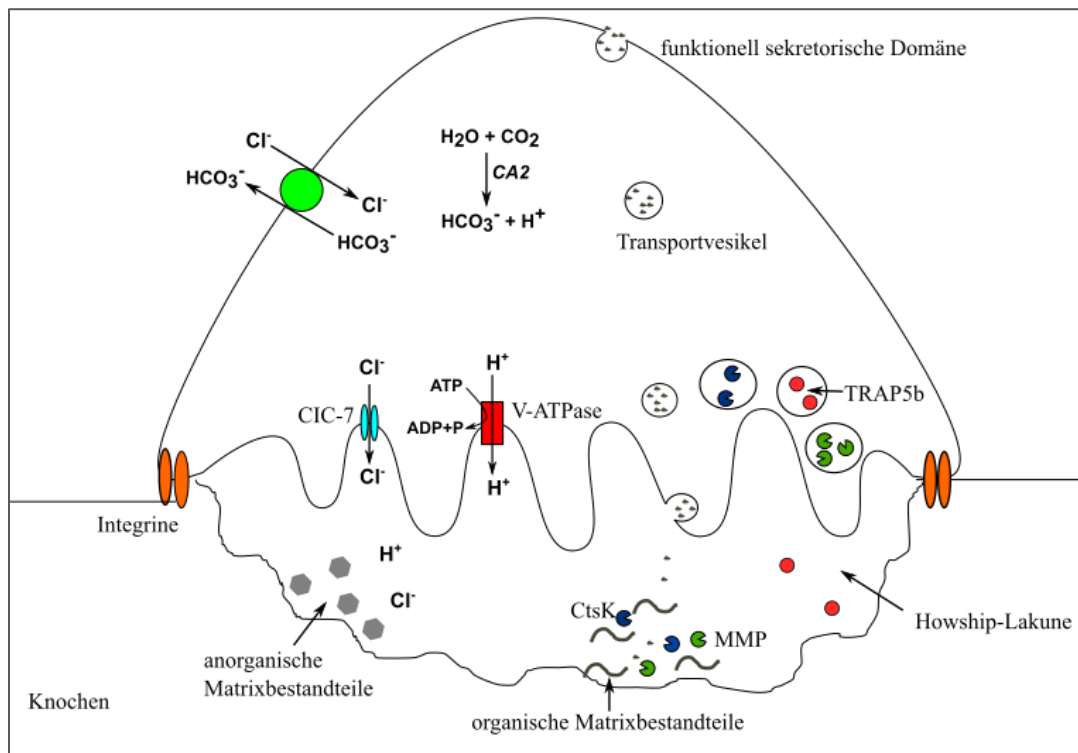 funktionell sekretorische Domäne
Cl⁻
HCO₃⁻
Cl⁻
HCO₃⁻
H₂O + CO₂
CA2
HCO₃⁻ + H⁺
Transportvesikel
Cl⁻
CIC-7
Cl⁻
H⁺
ATP
V-ATPase
ADP+P
H⁺
TRAP5b
Integrine
H⁺
Cl⁻
CtsK
MMP
Howship-Lakune
anorganische
Matrixbestandteile
organische Matrixbestandteile
Knochen